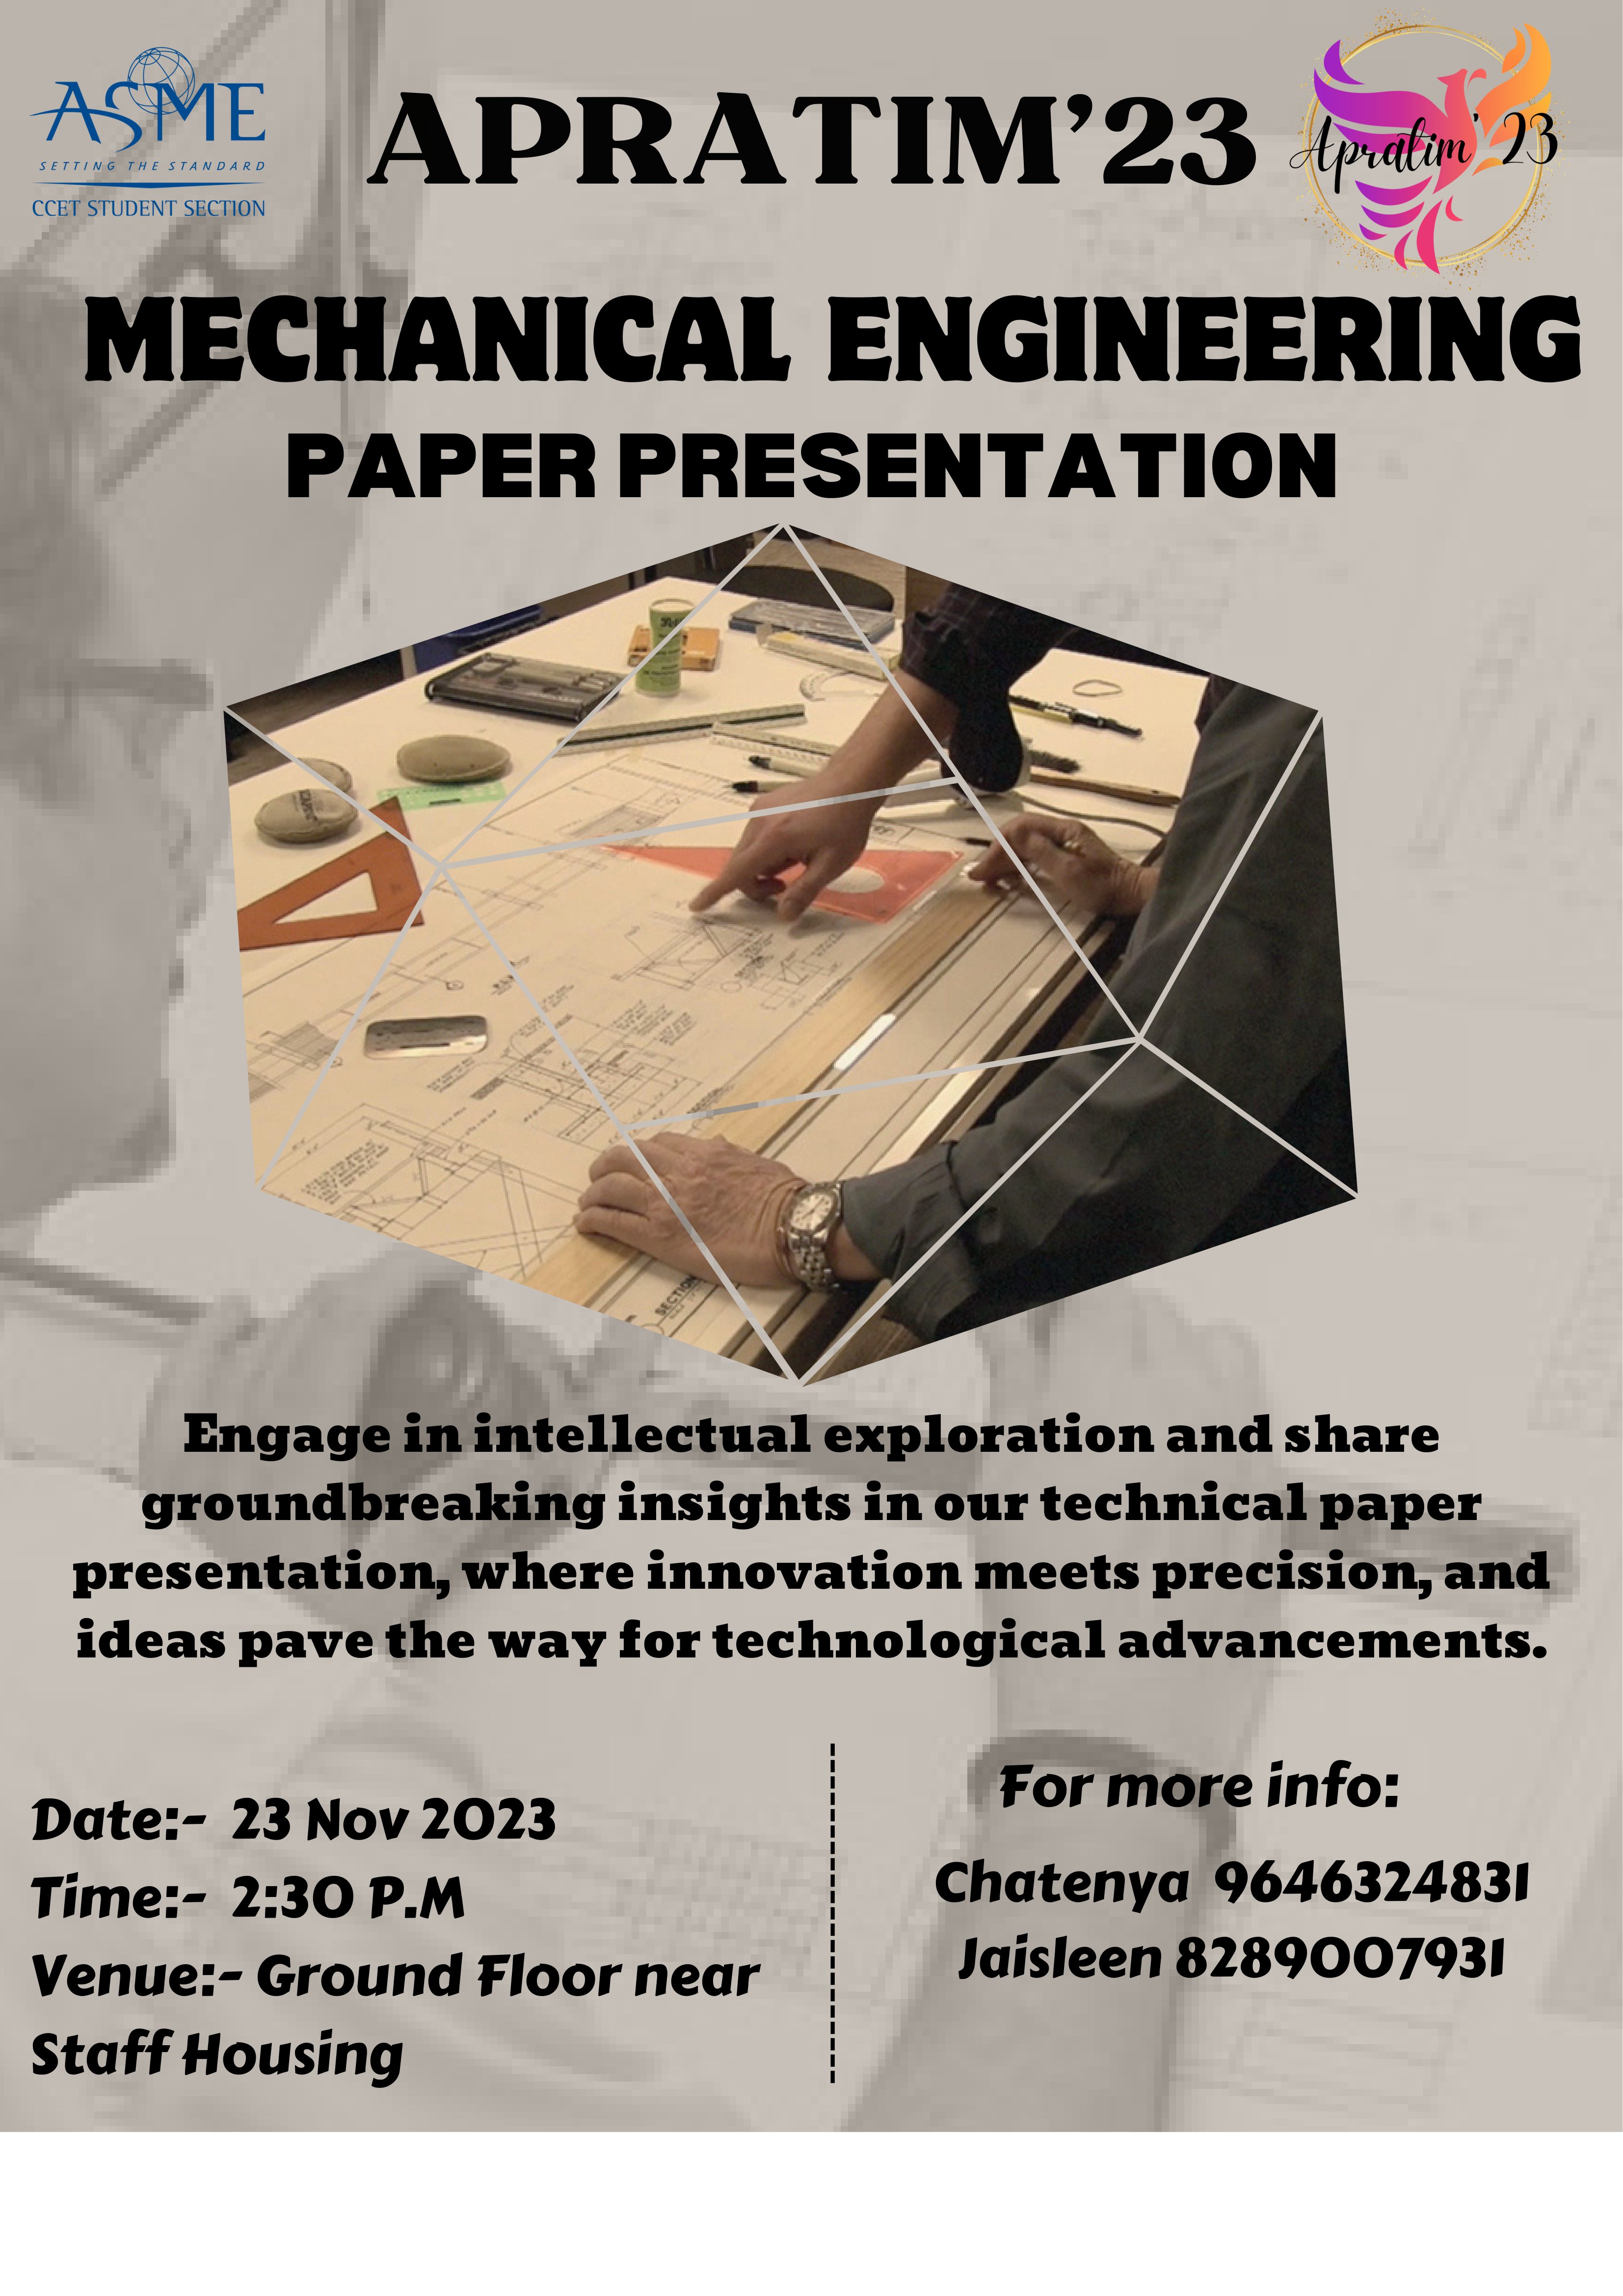 ASME
SETTING THE STANDARD
CCET STUDENT SECTION
APRATIM’23
Apratim' 23
MECHANICAL ENGINEERING
PAPER PRESENTATION
SECTION
Engage in intellectual exploration and share
groundbreaking insights in our technical paper
presentation, where innovation meets precision, and
ideas pave the way for technological advancements.
Date:- 23 Nov 2023
Time:- 2:30 P.M
Venue:- Ground Floor near
Staff Housing
For more info:
Chatenya 9646324831
Jaisleen 8289007931